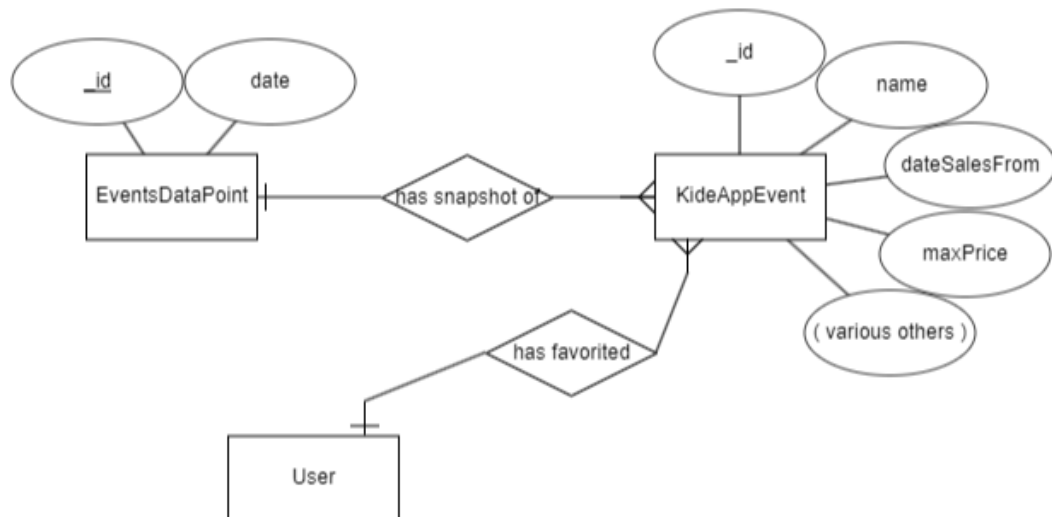 _id
_id
date
name
dateSalesFrom
EventsDataPoint
has snapshot of
KideAppEvent
maxPrice
( various others )
has favorited
User